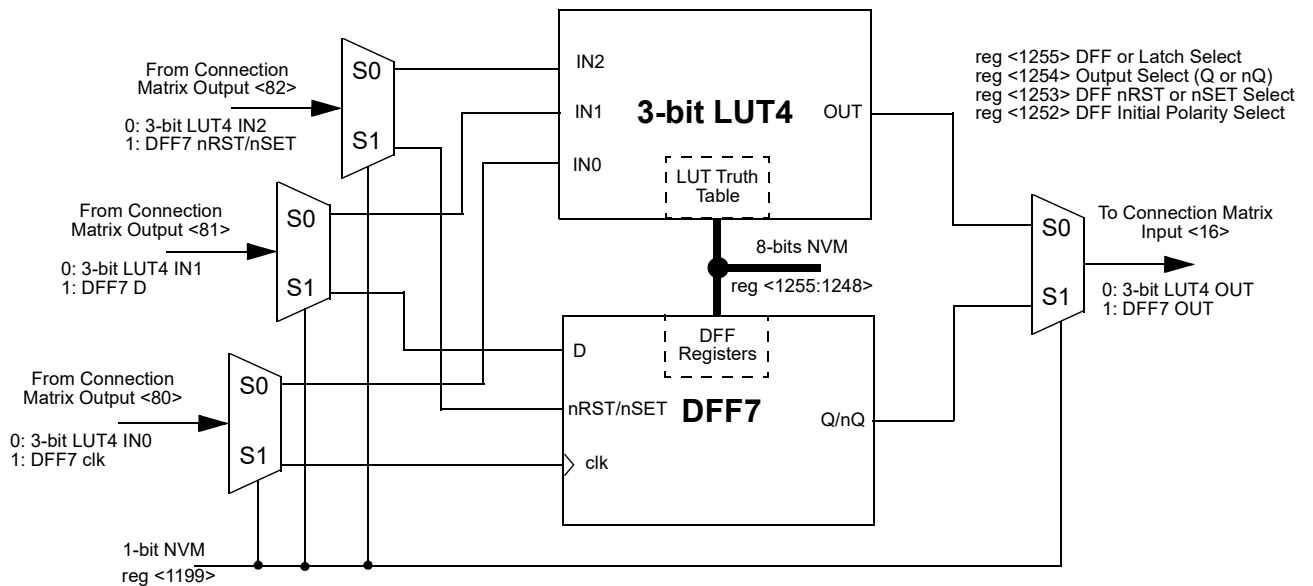 From Connection
Matrix Output <82>
0: 3-bit LUT4 IN2
1: DFF7 nRST/nSET
S0
S1
From Connection
Matrix Output <81>
0: 3-bit LUT4 IN1
1: DFF7 D
S0
S1
From Connection
Matrix Output <80>
0: 3-bit LUT4 IN0
1: DFF7 clk
S0
S1
1-bit NVM
reg <1199>
IN2
IN1
IN0
3-bit LUT4
OUT
LUT Truth
Table
8-bits NVM
reg <1255:1248>
DFF
Registers
D
nRST/nSET
clk
DFF7
Q/nQ
reg <1255> DFF or Latch Select
reg <1254> Output Select (Q or nQ)
reg <1253> DFF nRST or nSET Select
reg <1252> DFF Initial Polarity Select
S0
S1
To Connection Matrix
Input <16>
0: 3-bit LUT4 OUT
1: DFF7 OUT